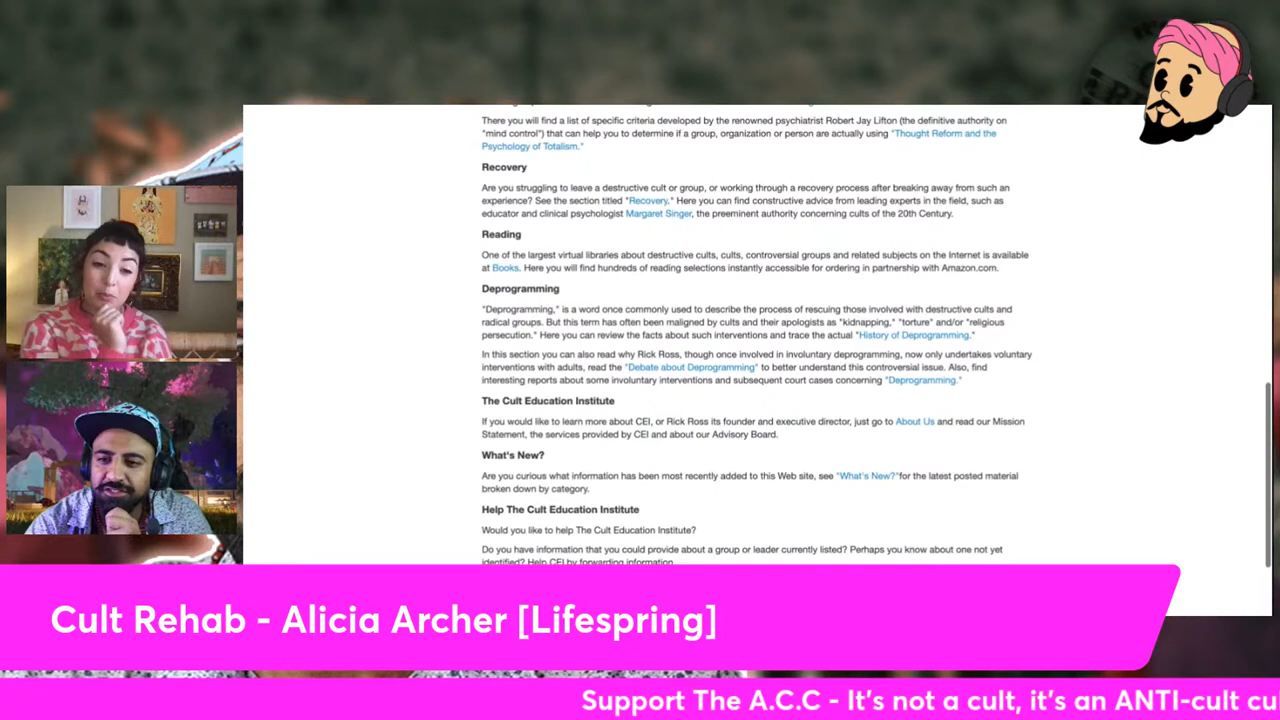 There you will find a list of specific criteria developed by the renowned psychiatrist Robert Jay Lifton (the definitive authority on
"mind control") that can help you to determine if a group, organization or person are actually using "Thought Reform and the
Psychology of Totalism."
Recovery
Are you struggling to leave a destructive cult or group, or working through a recovery process after breaking away from such an
experience? See the section titled "Recovery." Here you can find constructive advice from leading experts in the field, such as
educator and clinical psychologist Margaret Singer, the preeminent authority concerning cults of the 20th Century.
Reading
One of the largest virtual libraries about destructive cults, cults, controversial groups and related subjects on the Internet is available
at Books. Here you will find hundreds of reading selections instantly accessible for ordering in partnership with Amazon.com.
Deprogramming
"Deprogramming," is a word once commonly used to describe the process of rescuing those involved with destructive cults and
radical groups. But this term has often been maligned by cults and their apologists as "kidnapping," "torture" and/or "religious
persecution." Here you can review the facts about such interventions and trace the actual "History of Deprogramming."
In this section you can also read why Rick Ross, though once involved in involuntary deprogramming, now only undertakes voluntary
interventions with adults, read the "Debate about Deprogramming" to better understand this controversial issue. Also, find
interesting reports about some involuntary interventions and subsequent court cases concerning "Deprogramming."
The Cult Education Institute
If you would like to learn more about CEI, or Rick Ross its founder and executive director, just go to About Us and read our Mission
Statement, the services provided by CEI and about our Advisory Board.
What's New?
Are you curious what information has been most recently added to this Web site, see "What's New?"for the latest posted material
broken down by category.
Help The Cult Education Institute
Would you like to help The Cult Education Institute?
Do you have information that you could provide about a group or leader currently listed? Perhaps you know about one not yet
identified? Help CEI by forwarding information.
Cult Rehab - Alicia Archer [Lifespring]
Support The A.C.C - It's not a cult, it's an ANTI-cult cu